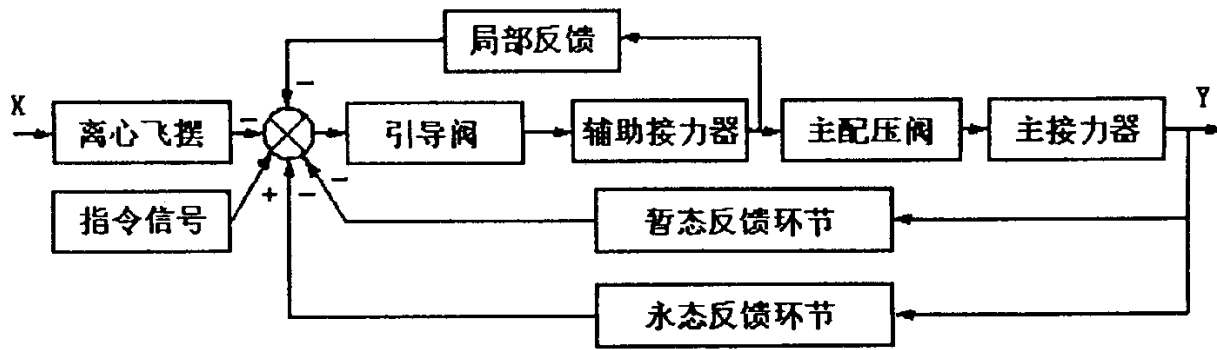 局部反馈
－
X
离心飞摆
－
引导阀
辅助接力器
主配压阀
主接力器
Y
＋
－
－
指令信号
暂态反馈环节
永态反馈环节